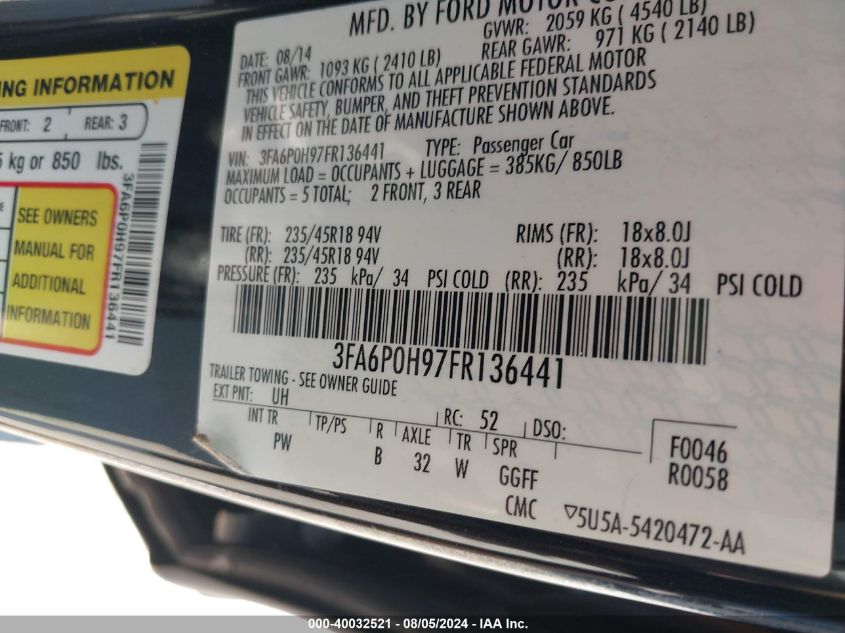 NG INFORMATION
FRONT: 2 REAR: 3
kg or 850 lbs.
SEE OWNERS
MANUAL FOR
ADDITIONAL
INFORMATION
3FA6P0H97FR136441
MFD. BY FORD MOTOR CO
DATE: 08/14 GVWR: 2059 KG ( 4540 LB)
FRONT GAWR: 1093 KG ( 2410 LB) REAR GAWR: 971 KG ( 2140 LB)
THIS VEHICLE CONFORMS TO ALL APPLICABLE FEDERAL MOTOR
VEHICLE SAFETY, BUMPER, AND THEFT PREVENTION STANDARDS
IN EFFECT ON THE DATE OF MANUFACTURE SHOWN ABOVE.
VIN: 3FA6P0H97FR136441 TYPE: Passenger Car
MAXIMUM LOAD = OCCUPANTS + LUGGAGE = 385KG/ 850LB
OCCUPANTS = 5 TOTAL; 2 FRONT, 3 REAR
TIRE (FR): 235/45R18 94V RIMS (FR): 18x8.0J
(RR): 235/45R18 94V (RR): 18x8.0J
PRESSURE (FR): 235 kPa/ 34 PSI COLD (RR): 235 kPa/ 34 PSI COLD
3FA6P0H97FR136441
TRAILER TOWING - SEE OWNER GUIDE
EXT PNT: UH RC: 52 DSO:
INT TR TP/PS R AXLE TR SPR F0046
PW B 32 W GGFF R0058
CMC ▽5U5A-5420472-AA
000-40032521 - 08/05/2024 - IAA Inc.